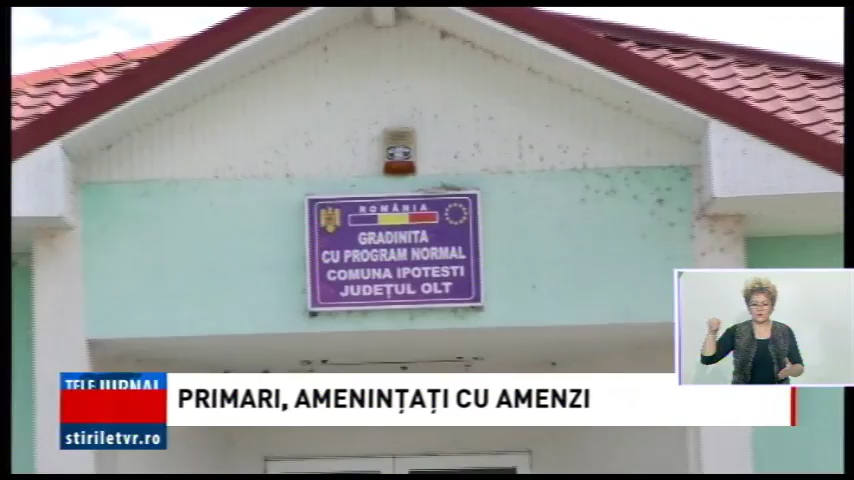 ROMÂNIA
GRADINITA
CU PROGRAM NORMAL
COMUNA IPOTESTI
JUDEȚUL OLT
TELEJURNAL
PRIMARI, AMENINȚAȚI CU AMENZI
stiriletvr.ro